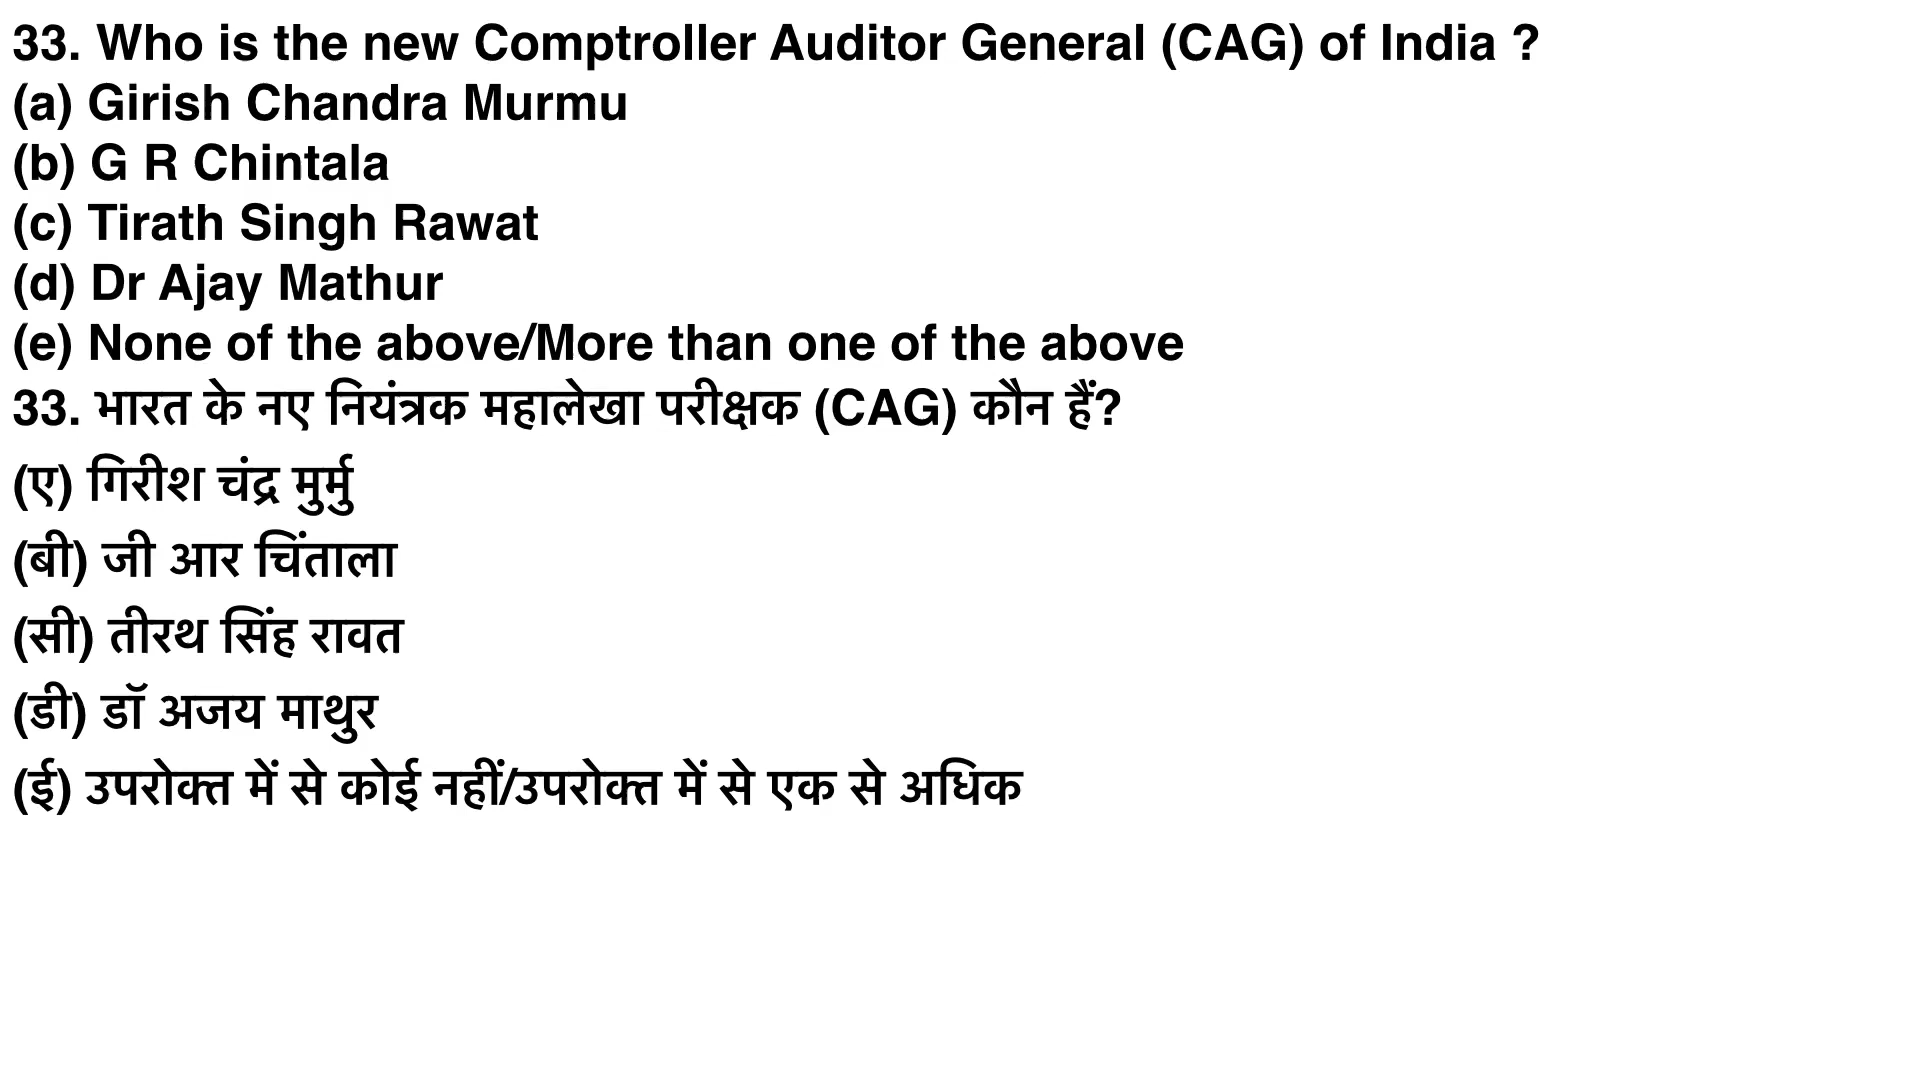 33. Who is the new Comptroller Auditor General (CAG) of India ?
(a) Girish Chandra Murmu
(b) G R Chintala
(c) Tirath Singh Rawat
(d) Dr Ajay Mathur
(e) None of the above/More than one of the above
33. भारत के नए नियंत्रक महालेखा परीक्षक (CAG) कौन हैं?
(ए) गिरीश चंद्र मुर्मु
(बी) जी आर चिंताला
(सी) तीरथ सिंह रावत
(डी) डॉ अजय माथुर
(ई) उपरोक्त में से कोई नहीं/उपरोक्त में से एक से अधिक